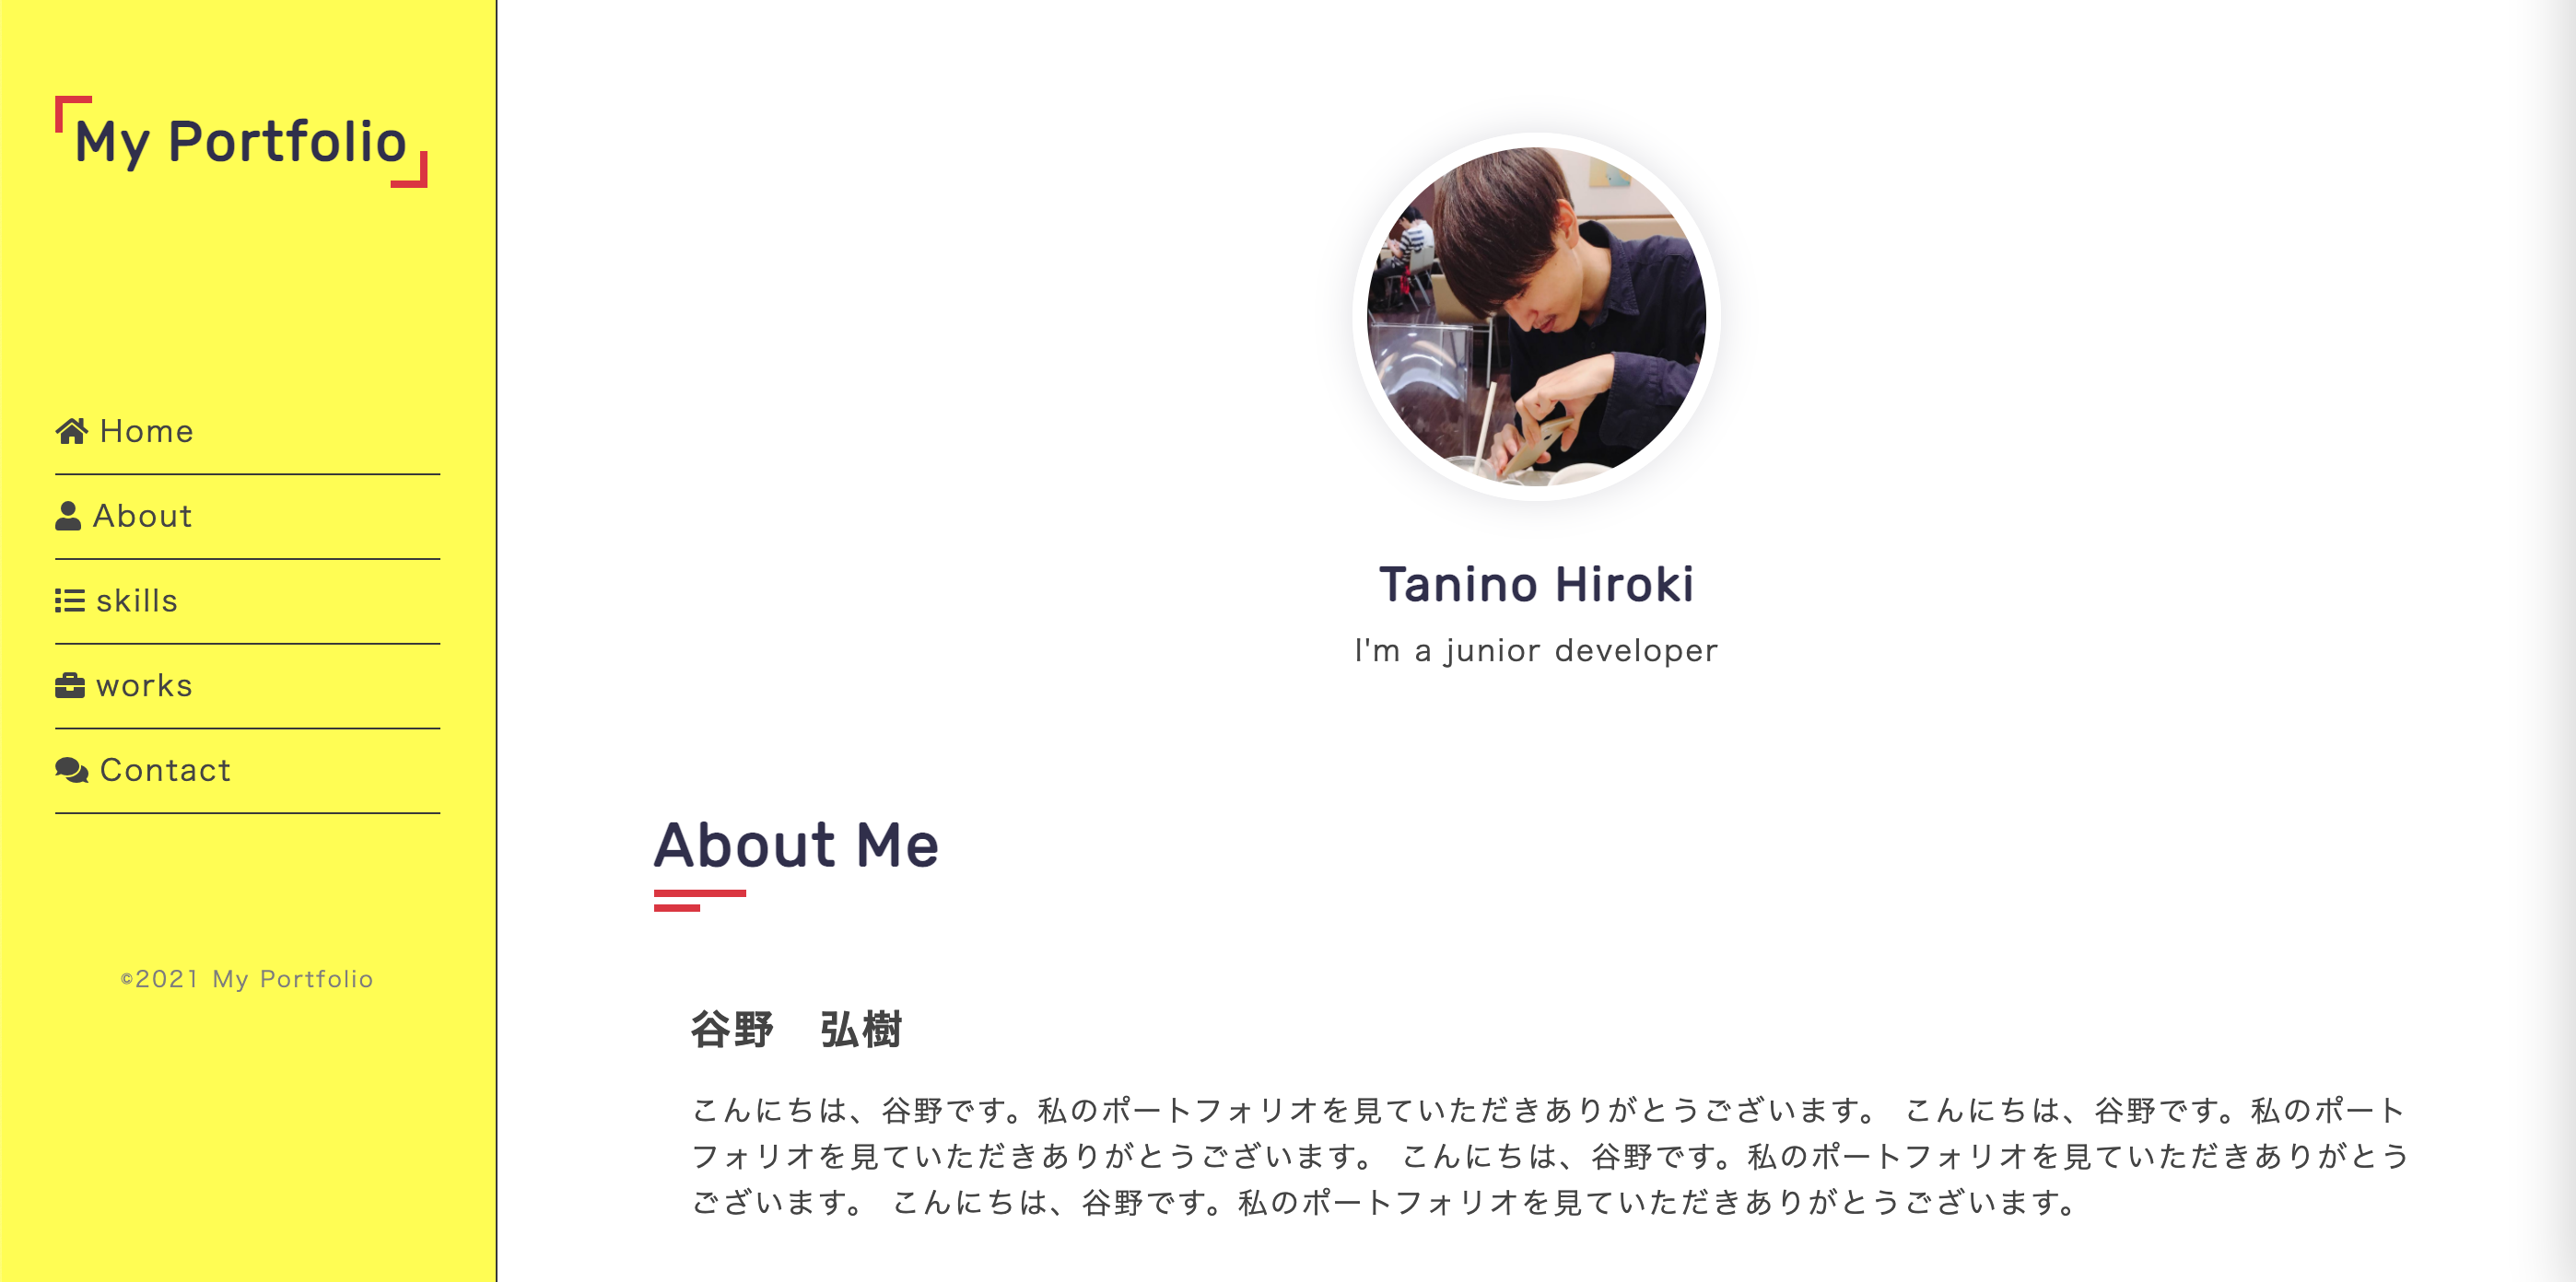 My Portfolio
Home
About
skills
works
Contact
©2021 My Portfolio
Tanino Hiroki
I'm a junior developer
About Me
谷野　弘樹
こんにちは、谷野です。私のポートフォリオを見ていただきありがとうございます。 こんにちは、谷野です。私のポート
フォリオを見ていただきありがとうございます。 こんにちは、谷野です。私のポートフォリオを見ていただきありがとう
ございます。 こんにちは、谷野です。私のポートフォリオを見ていただきありがとうございます。